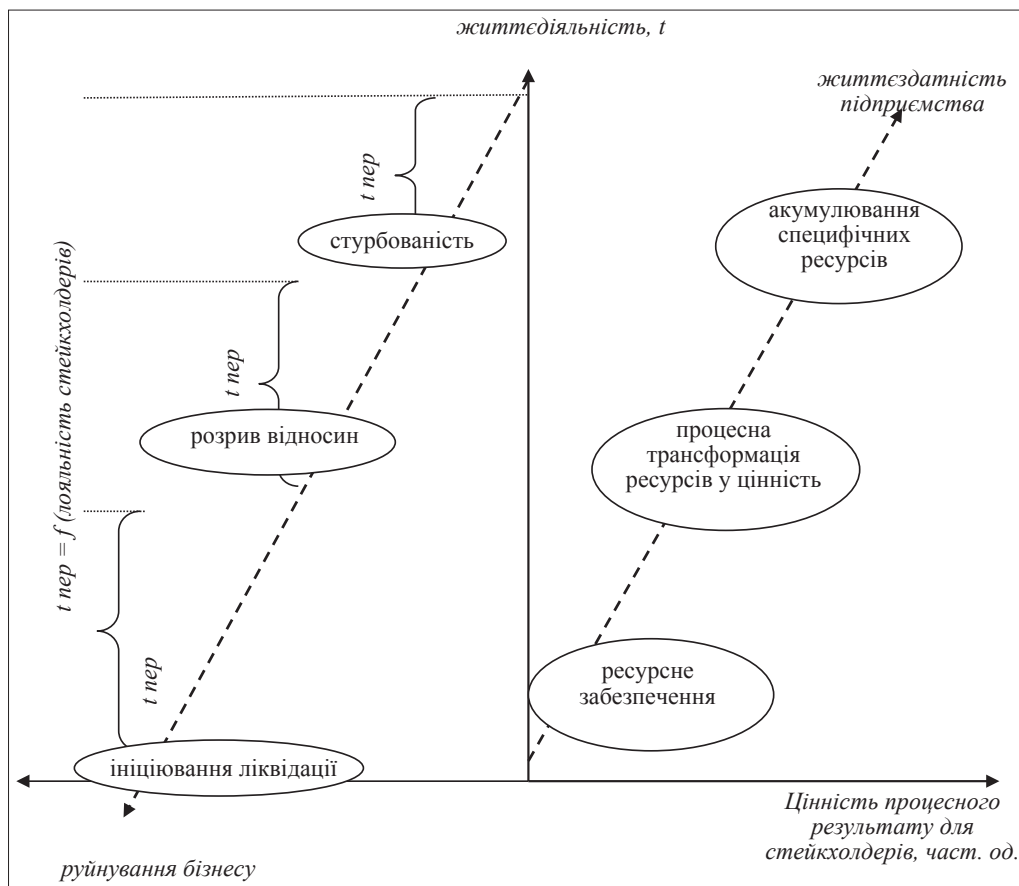 життєдіяльність, t
життєздатність
підприємства
t пер
стурбованість
акумулювання
специфічних
ресурсів
t пер = f (лояльність стейкхолдерів)
t пер
розрив відносин
процесна
трансформація
ресурсів у цінність
t пер
ресурсне
забезпечення
ініціювання ліквідації
Цінність процесного
результату для
стейкхолдерів, част. од.
руйнування бізнесу